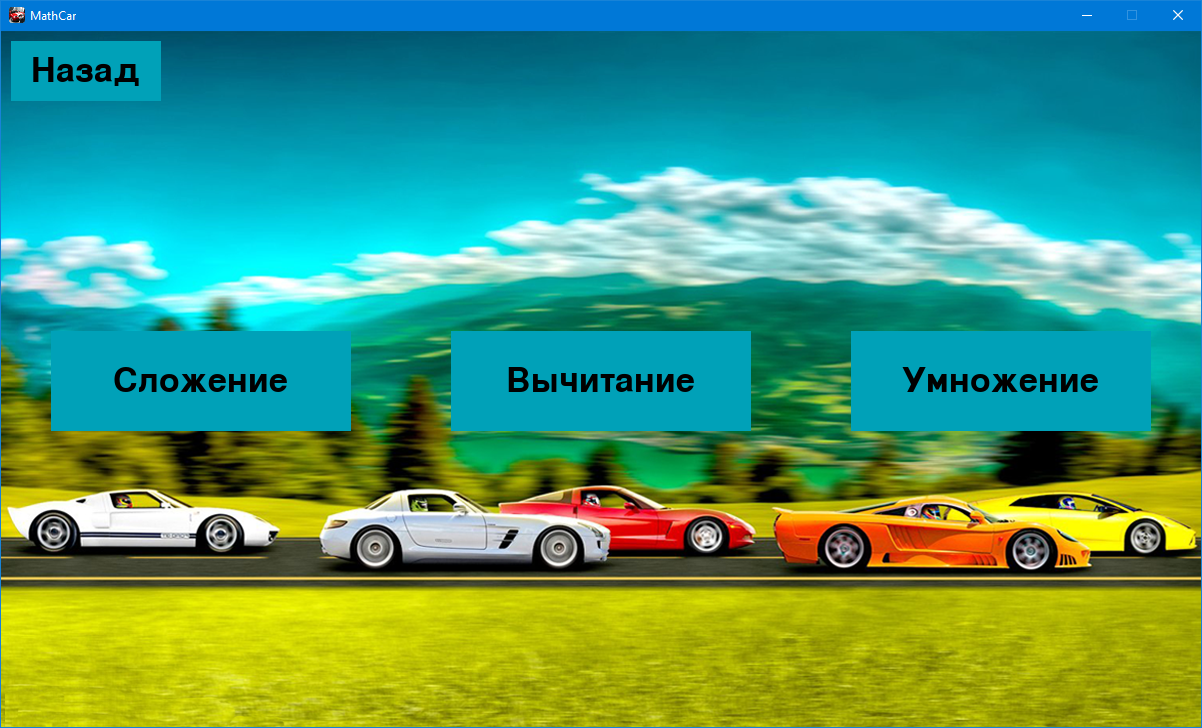 MathCar
Назад
Сложение
Вычитание
Умножение